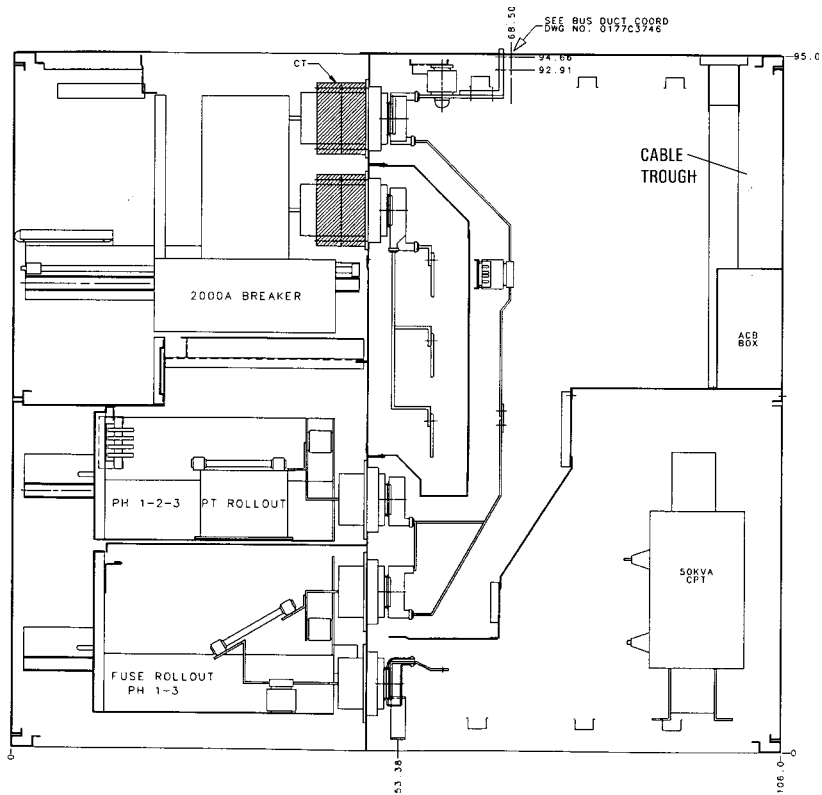 68.50
SEE BUS DUCT COORD
DWG NO. 0177C3746
94.66
92.91
95.0
CT
CABLE
TROUGH
2000A BREAKER
ACB
BOX
PH 1-2-3
PT ROLLOUT
50KVA
CPT
FUSE ROLLOUT
PH 1-3
0
53.38
106.0
0